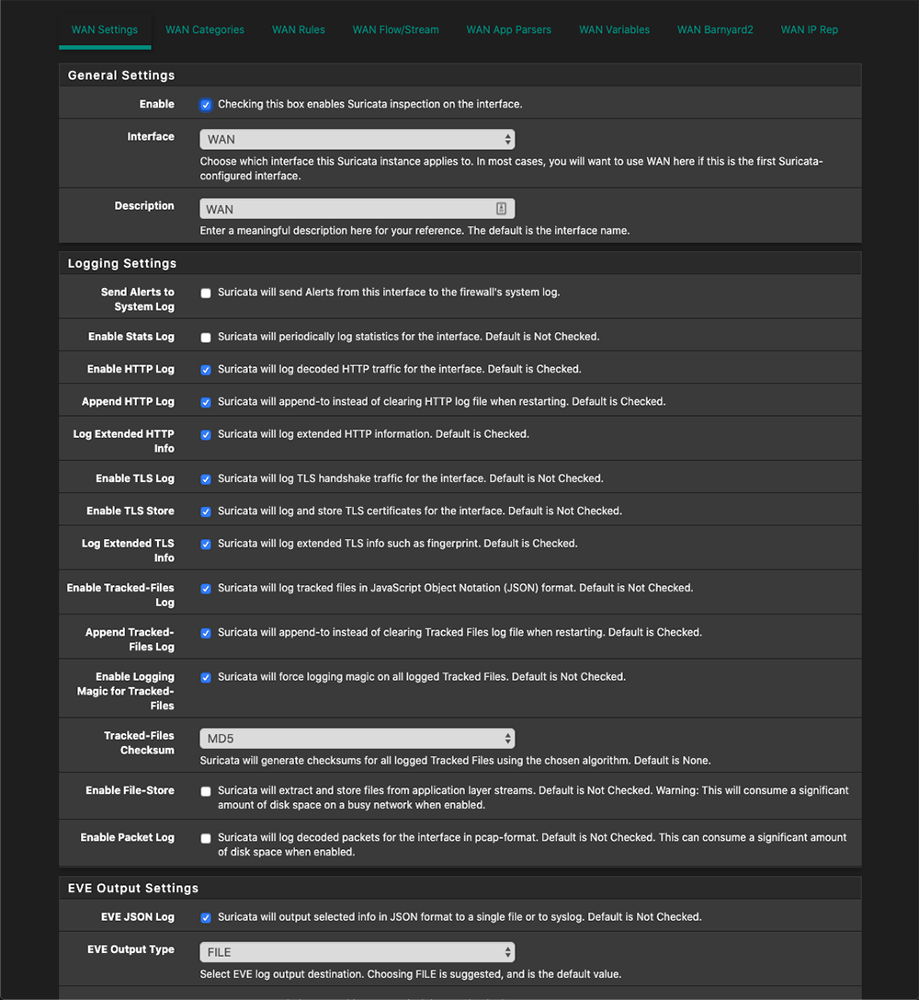 WAN Settings WAN Categories WAN Rules WAN Flow/Stream WAN App Parsers WAN Variables WAN Barnyard2 WAN IP Rep
General Settings
Enable Checking this box enables Suricata inspection on the interface.
Interface WAN
Choose which interface this Suricata instance applies to. In most cases, you will want to use WAN here if this is the first Suricata-
configured interface.
Description WAN
Enter a meaningful description here for your reference. The default is the interface name.
Logging Settings
Send Alerts to Suricata will send Alerts from this interface to the firewall's system log.
System Log
Enable Stats Log Suricata will periodically log statistics for the interface. Default is Not Checked.
Enable HTTP Log Suricata will log decoded HTTP traffic for the interface. Default is Checked.
Append HTTP Log Suricata will append-to instead of clearing HTTP log file when restarting. Default is Checked.
Log Extended HTTP Suricata will log extended HTTP information. Default is Checked.
Info
Enable TLS Log Suricata will log TLS handshake traffic for the interface. Default is Not Checked.
Enable TLS Store Suricata will log and store TLS certificates for the interface. Default is Not Checked.
Log Extended TLS Suricata will log extended TLS info such as fingerprint. Default is Checked.
Info
Enable Tracked-Files Suricata will log tracked files in JavaScript Object Notation (JSON) format. Default is Not Checked.
Log
Append Tracked- Suricata will append-to instead of clearing Tracked Files log file when restarting. Default is Checked.
Files Log
Enable Logging Suricata will force logging magic on all logged Tracked Files. Default is Not Checked.
Magic for Tracked-
Files
Tracked-Files MD5
Checksum
Suricata will generate checksums for all logged Tracked Files using the chosen algorithm. Default is None.
Enable File-Store Suricata will extract and store files from application layer streams. Default is Not Checked. Warning: This will consume a significant
amount of disk space on a busy network when enabled.
Enable Packet Log Suricata will log decoded packets for the interface in pcap-format. Default is Not Checked. This can consume a significant amount
of disk space when enabled.
EVE Output Settings
EVE JSON Log Suricata will output selected info in JSON format to a single file or to syslog. Default is Not Checked.
EVE Output Type FILE
Select EVE log output destination. Choosing FILE is suggested, and is the default value.